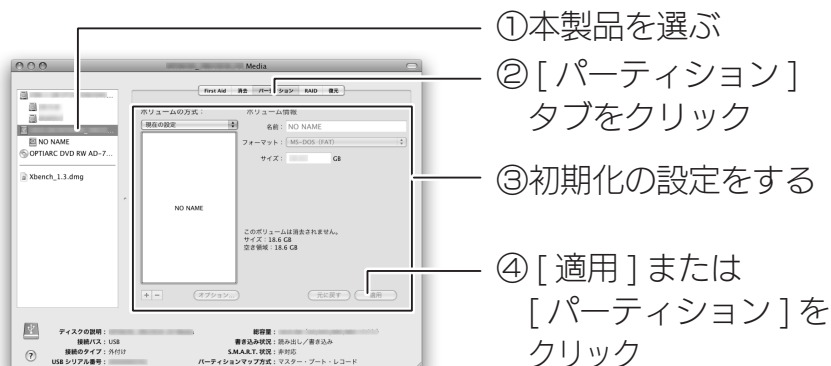 ①本製品を選ぶ
②[ パーティション ]
タブをクリック
③初期化の設定をする
④[ 適用 ] または
[ パーティション ] を
クリック
Media
First Aid 消去 パーティション RAID 復元
ボリュームの方式： ボリューム情報
現在の設定
名前： NO NAME
フォーマット： MS-DOS (FAT)
サイズ： GB
NO NAME
OPTIARC DVD RW AD-7...
Xbench_1.3.dmg
NO NAME
このボリュームは消去されません。
サイズ：18.6 GB
空き領域：18.6 GB
+ - オプション... 元に戻す 適用
ディスクの説明： 総容量：
接続バス：USB 書き込み状況：読み出し／書き込み
接続のタイプ：外付け S.M.A.R.T. 状況：非対応
USB シリアル番号： パーティションマップ方式：マスター・ブート・レコード